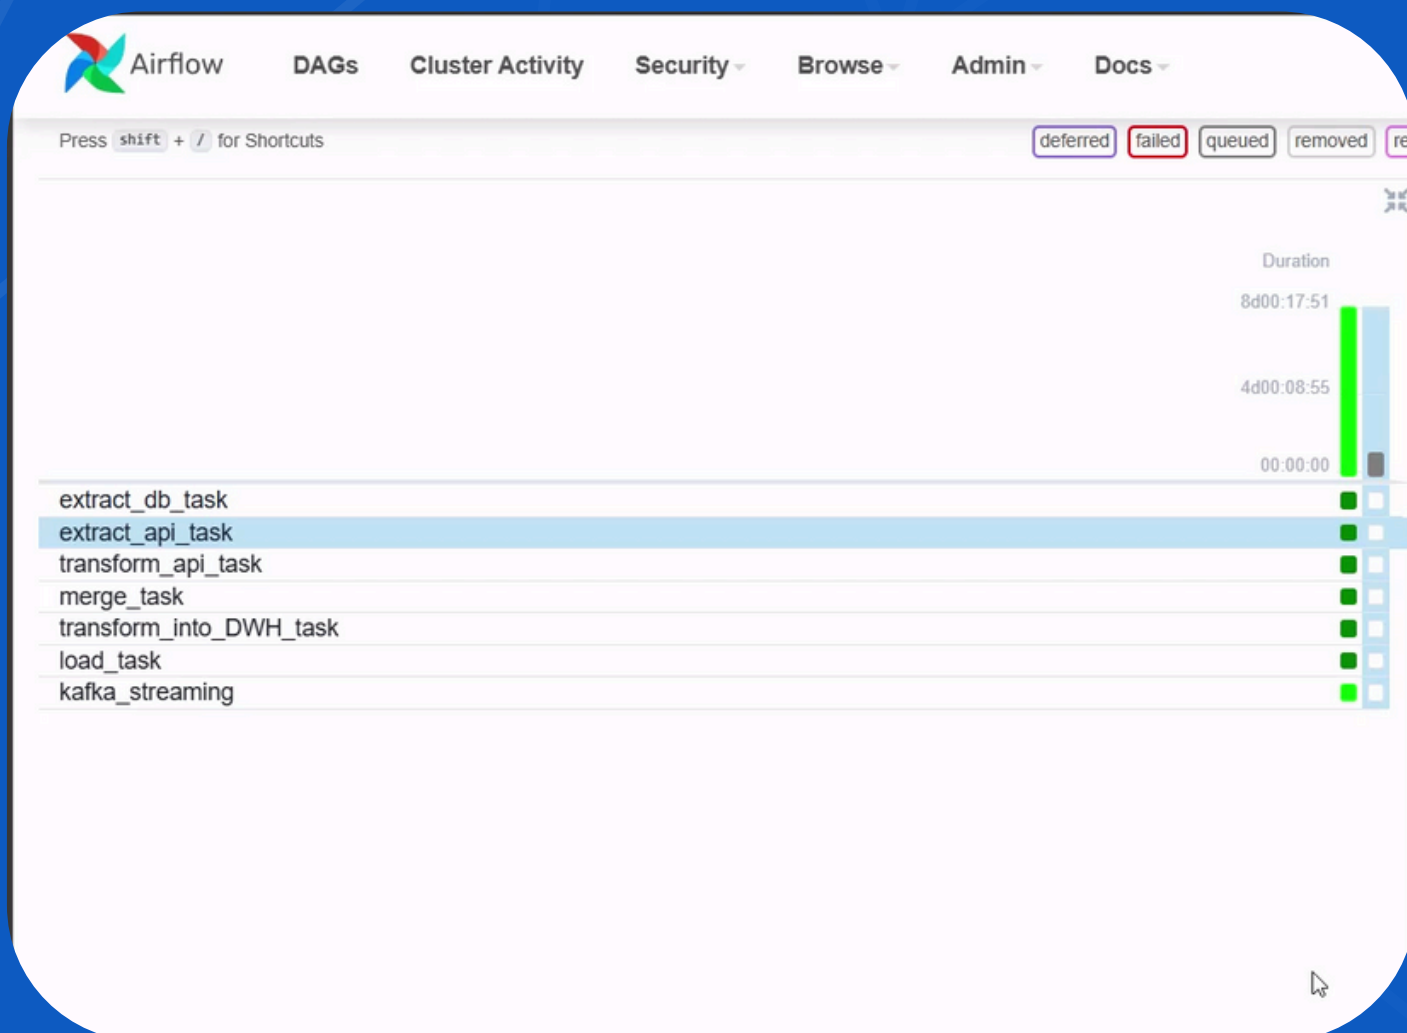 Airflow DAGs Cluster Activity Security Browse Admin Docs
Press shift + / for Shortcuts deferred failed queued removed re
Duration
8d00:17:51
4d00:08:55
00:00:00
extract_db_task
extract_api_task
transform_api_task
merge_task
transform_into_DWH_task
load_task
kafka_streaming